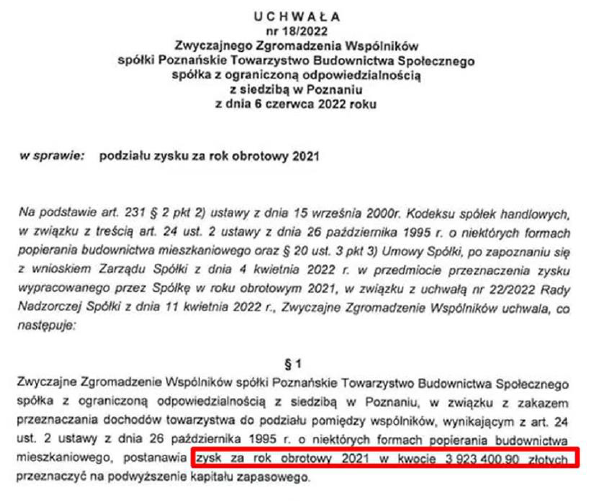 U C H W A Ł A
nr 18/2022
Zwyczajnego Zgromadzenia Wspólników
spółki Poznańskie Towarzystwo Budownictwa Społecznego
spółka z ograniczoną odpowiedzialnością
z siedzibą w Poznaniu
z dnia 6 czerwca 2022 roku
w sprawie: podziału zysku za rok obrotowy 2021
Na podstawie art. 231 § 2 pkt 2) ustawy z dnia 15 września 2000r. Kodeksu spółek handlowych,
w związku z treścią art. 24 ust. 2 ustawy z dnia 26 października 1995 r. o niektórych formach
popierania budownictwa mieszkaniowego oraz § 20 ust. 3 pkt 3) Umowy Spółki, po zapoznaniu się
z wnioskiem Zarządu Spółki z dnia 4 kwietnia 2022 r. w przedmiocie przeznaczenia zysku
wypracowanego przez Spółkę w roku obrotowym 2021, w związku z uchwałą nr 22/2022 Rady
Nadzorczej Spółki z dnia 11 kwietnia 2022 r., Zwyczajne Zgromadzenie Wspólników uchwala, co
następuje:
§ 1
Zwyczajne Zgromadzenie Wspólników spółki Poznańskie Towarzystwo Budownictwa Społecznego
spółka z ograniczoną odpowiedzialnością z siedzibą w Poznaniu, w związku z zakazem
przeznaczania dochodów towarzystwa do podziału pomiędzy wspólników, wynikającym z art. 24
ust. 2 ustawy z dnia 26 października 1995 r. o niektórych formach popierania budownictwa
mieszkaniowego, postanawia zysk za rok obrotowy 2021 w kwocie 3 923 400,90 złotych
przeznaczyć na podwyższenie kapitału zapasowego.